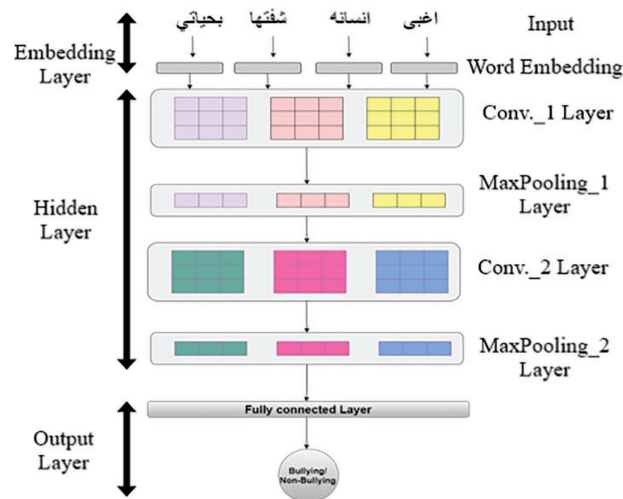 اغبى انسانه شفتها بحياتي
Input
Embedding
Layer
Word Embedding
Conv._1 Layer
MaxPooling_1
Layer
Hidden
Layer
Conv._2 Layer
MaxPooling_2
Layer
Fully connected Layer
Output
Layer
Bullying/
Non-Bullying